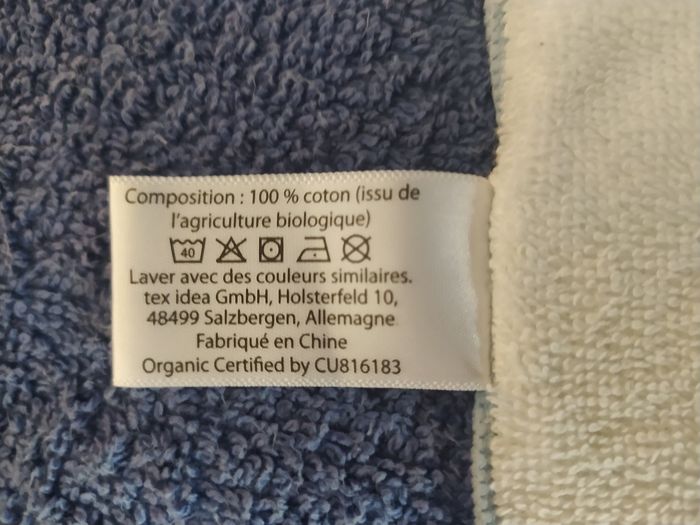 Composition : 100 % coton (issu de
l'agriculture biologique)
40
Laver avec des couleurs similaires.
tex idea GmbH, Holsterfeld 10,
48499 Salzbergen, Allemagne
Fabriqué en Chine
Organic Certified by CU816183